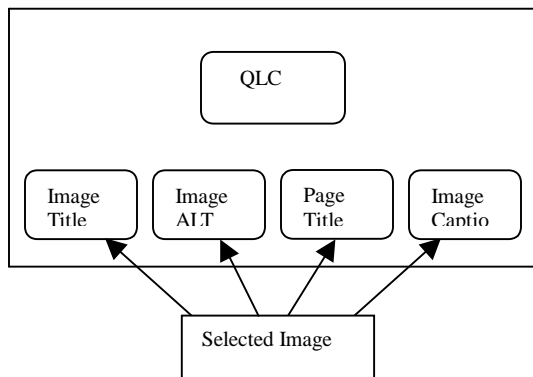 QLC
Image
Title
Image
ALT
Page
Title
Image
Captio
Selected Image